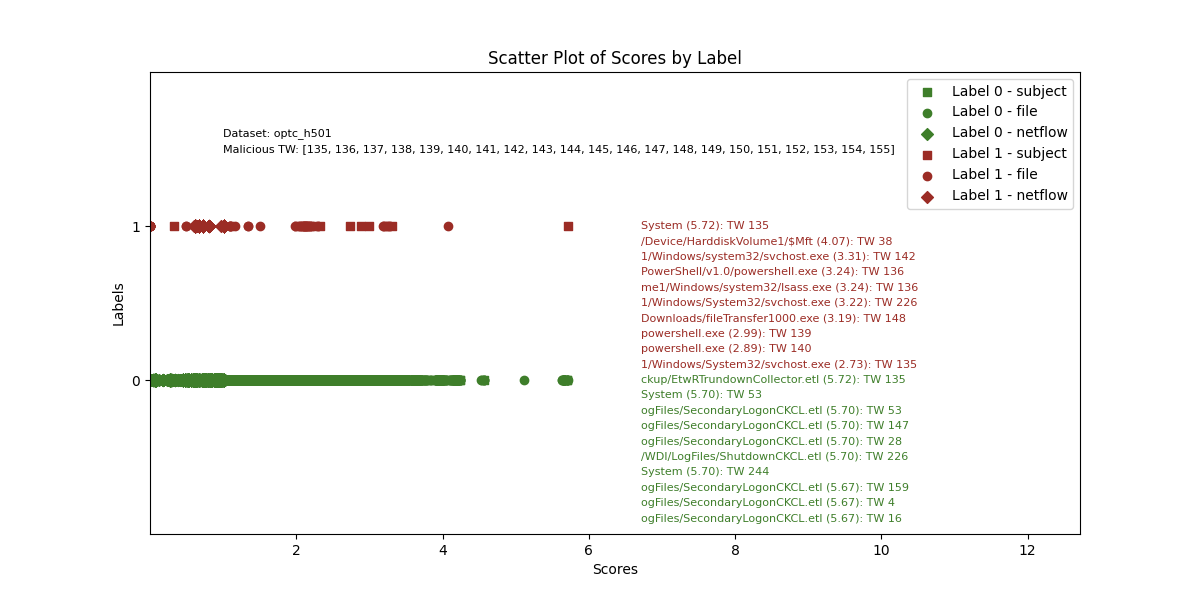 Scatter Plot of Scores by Label
Label 0 - subject
Label 0 - file
Label 0 - netflow
Label 1 - subject
Label 1 - file
Label 1 - netflow
Dataset: optc_h501
Malicious TW: [135, 136, 137, 138, 139, 140, 141, 142, 143, 144, 145, 146, 147, 148, 149, 150, 151, 152, 153, 154, 155]
System (5.72): TW 135
/Device/HarddiskVolume1/$Mft (4.07): TW 38
1/Windows/system32/svchost.exe (3.31): TW 142
PowerShell/v1.0/powershell.exe (3.24): TW 136
me1/Windows/system32/lsass.exe (3.24): TW 136
1/Windows/System32/svchost.exe (3.22): TW 226
Downloads/fileTransfer1000.exe (3.19): TW 148
powershell.exe (2.99): TW 139
powershell.exe (2.89): TW 140
1/Windows/System32/svchost.exe (2.73): TW 135
ckup/EtwRTrundownCollector.etl (5.72): TW 135
System (5.70): TW 53
ogFiles/SecondaryLogonCKCL.etl (5.70): TW 53
ogFiles/SecondaryLogonCKCL.etl (5.70): TW 147
ogFiles/SecondaryLogonCKCL.etl (5.70): TW 28
/WDI/LogFiles/ShutdownCKCL.etl (5.70): TW 226
System (5.70): TW 244
ogFiles/SecondaryLogonCKCL.etl (5.67): TW 159
ogFiles/SecondaryLogonCKCL.etl (5.67): TW 4
ogFiles/SecondaryLogonCKCL.etl (5.67): TW 16
1
0
Labels
2 4 6 8 10 12
Scores